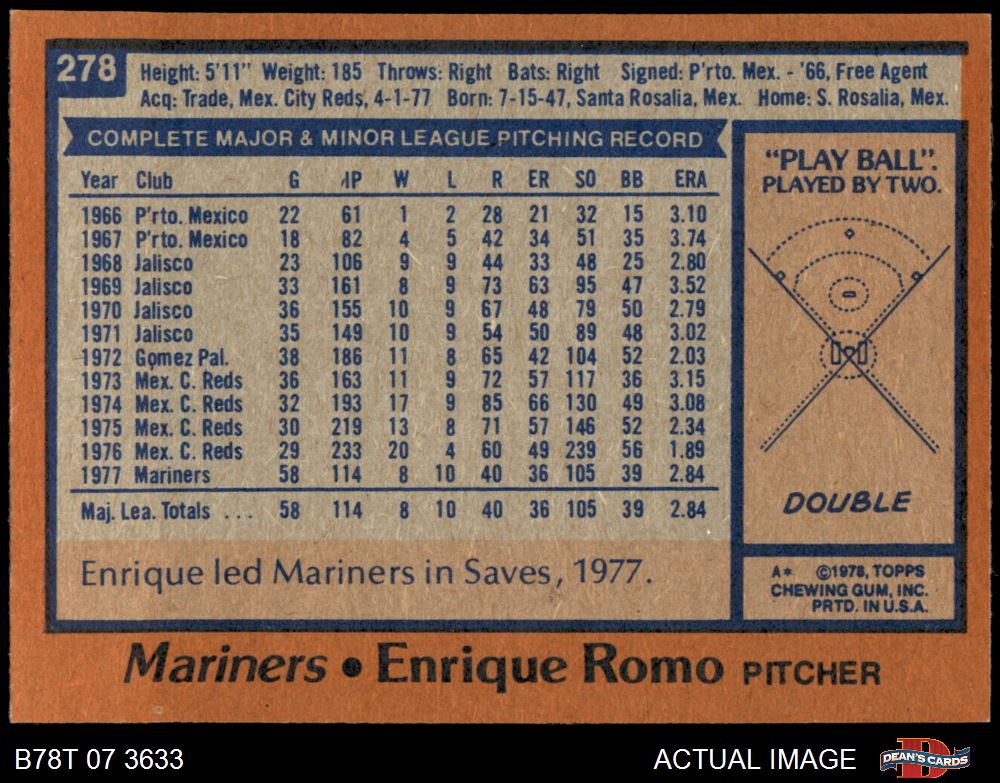 278
Height: 5'11" Weight: 185 Throws: Right Bats: Right Signed: P'rto. Mex. - '66, Free Agent
Acq: Trade, Mex. City Reds, 4-1-77 Born: 7-15-47, Santa Rosalia, Mex. Home: S. Rosalia, Mex.
COMPLETE MAJOR & MINOR LEAGUE PITCHING RECORD
Year Club G IP W L R ER SO BB ERA
1966 P'rto. Mexico 22 61 1 2 28 21 32 15 3.10
1967 P'rto. Mexico 18 82 4 5 42 34 51 35 3.74
1968 Jalisco 23 106 9 9 44 33 48 25 2.80
1969 Jalisco 33 161 8 9 73 63 95 47 3.52
1970 Jalisco 36 155 10 9 67 48 79 50 2.79
1971 Jalisco 35 149 10 9 54 50 89 48 3.02
1972 Gomez Pal. 38 186 11 8 65 42 104 52 2.03
1973 Mex. C. Reds 36 163 11 9 72 57 117 36 3.15
1974 Mex. C. Reds 32 193 17 9 85 66 130 49 3.08
1975 Mex. C. Reds 30 219 13 8 71 57 146 52 2.34
1976 Mex. C. Reds 29 233 20 4 60 49 239 56 1.89
1977 Mariners 58 114 8 10 40 36 105 39 2.84
Maj. Lea. Totals ... 58 114 8 10 40 36 105 39 2.84
Enrique led Mariners in Saves, 1977.
"PLAY BALL".
PLAYED BY TWO.
DOUBLE
A* ©1978, TOPPS
CHEWING GUM, INC.
PRTD. IN U.S.A.
Mariners • Enrique Romo PITCHER
B78T 07 3633
ACTUAL IMAGE
D
DEAN'S CARDS